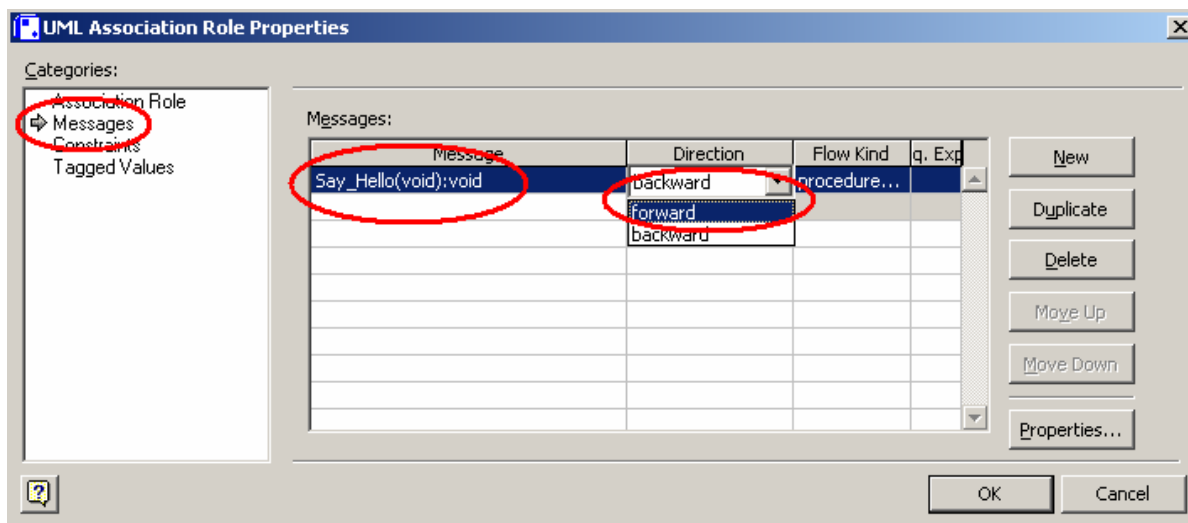 UML Association Role Properties
Categories:
Association Role
Messages
Constraints
Tagged Values
Messages:
Message Direction Flow Kind q. Exp
Say_Hello(void):void backward procedure...
forward
backward
New
Duplicate
Delete
Move Up
Move Down
Properties...
OK Cancel